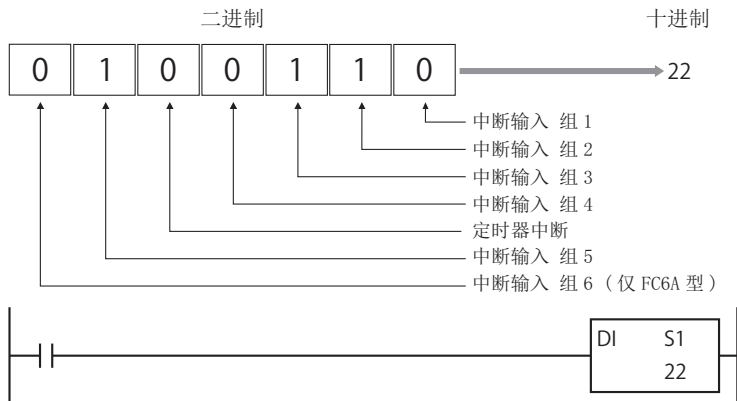 二进制 十进制
0 1 0 0 1 1 0 22
中断输入 组 1
中断输入 组 2
中断输入 组 3
中断输入 组 4
定时器中断
中断输入 组 5
中断输入 组 6（仅 FC6A 型）
DI S1
22